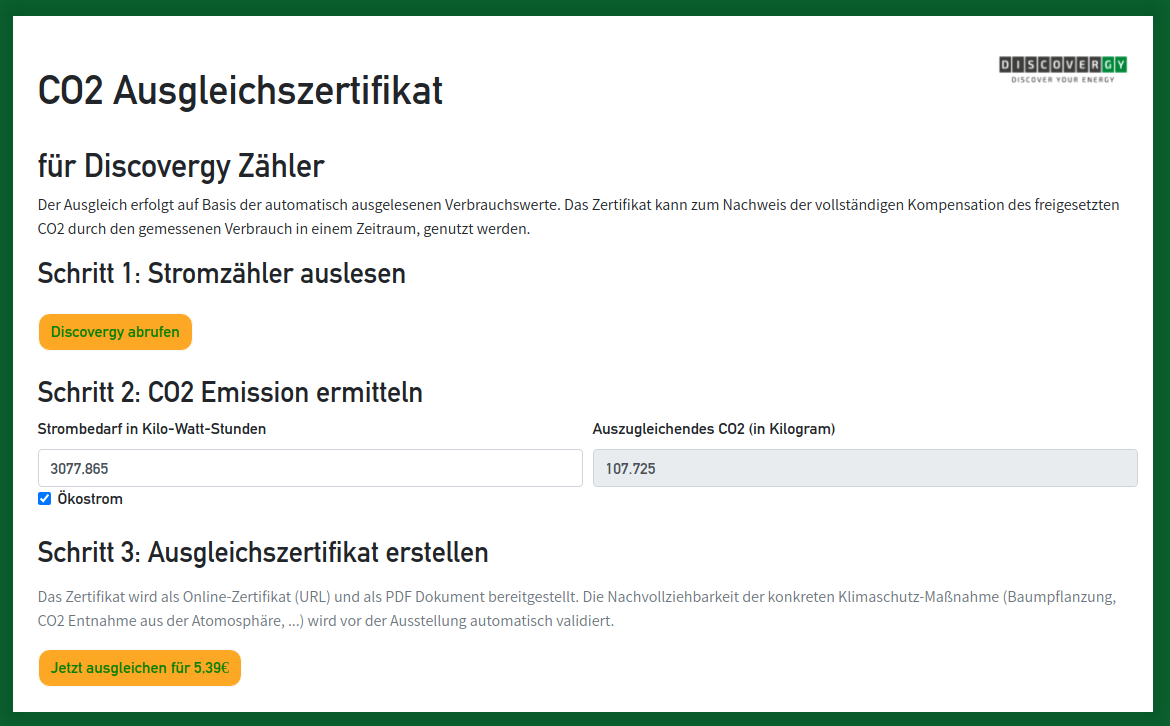 DISCOVERGY
DISCOVER YOUR ENERGY
CO2 Ausgleichszertifikat
für Discovergy Zähler
Der Ausgleich erfolgt auf Basis der automatisch ausgelesenen Verbrauchswerte. Das Zertifikat kann zum Nachweis der vollständigen Kompensation des freigesetzten
CO2 durch den gemessenen Verbrauch in einem Zeitraum, genutzt werden.
Schritt 1: Stromzähler auslesen
Discovergy abrufen
Schritt 2: CO2 Emission ermitteln
Strombedarf in Kilo-Watt-Stunden
Auszugleichendes CO2 (in Kilogram)
3077.865
107.725
Ökostrom
Schritt 3: Ausgleichszertifikat erstellen
Das Zertifikat wird als Online-Zertifikat (URL) und als PDF Dokument bereitgestellt. Die Nachvollziehbarkeit der konkreten Klimaschutz-Maßnahme (Baumpflanzung,
CO2 Entnahme aus der Atomosphäre, ...) wird vor der Ausstellung automatisch validiert.
Jetzt ausgleichen für 5.39€